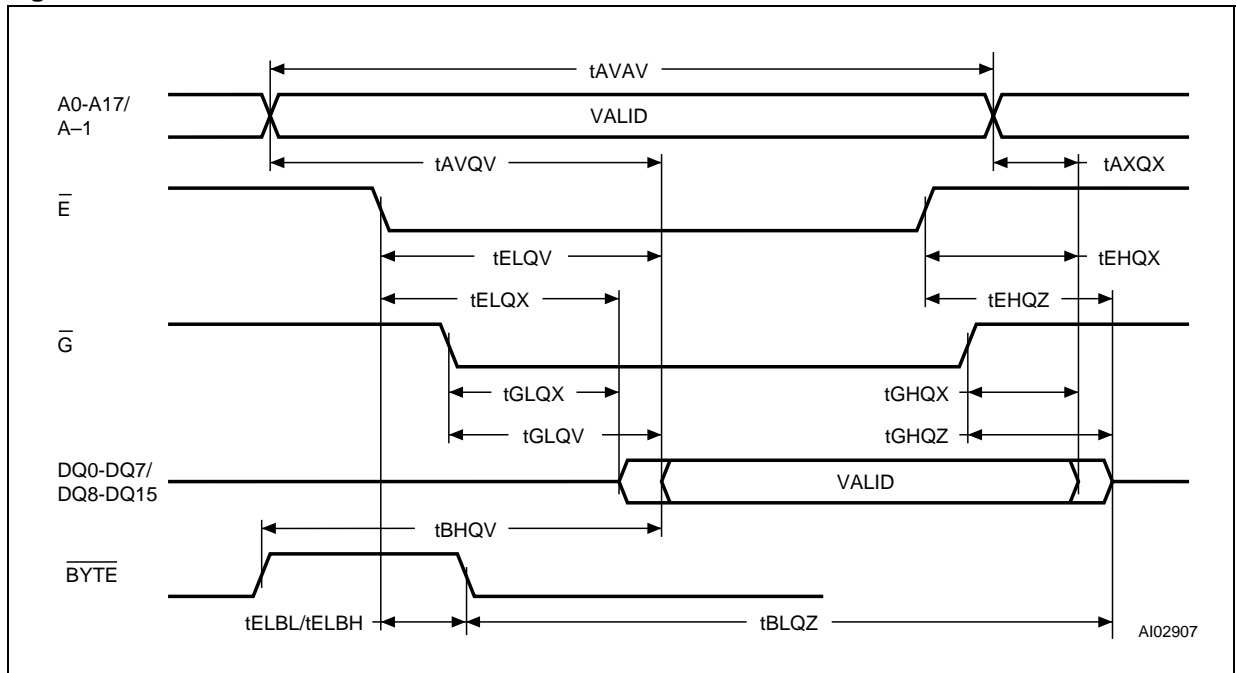 tAVAV
A0-A17/
A–1
VALID
tAVQV
tAXQX
E
tELQV
tEHQX
tELQX
tEHQZ
G
tGLQX
tGHQX
tGLQV
tGHQZ
DQ0-DQ7/
DQ8-DQ15
VALID
tBHQV
BYTE
tELBL/tELBH
tBLQZ
AI02907